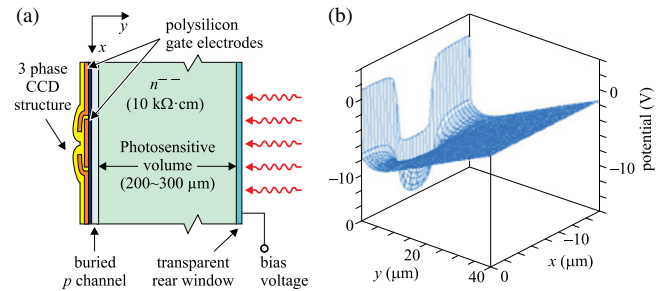 (a)
y
x
polysilicon
gate electrodes
3 phase
CCD
structure
n−−
(10 kΩ·cm)
Photosensitive
volume
(200~300 μm)
buried
p channel
transparent
rear window
bias
voltage
(b)
0
−10
0
20
40
y (μm)
0
−10
x (μm)
0
−10
potential (V)